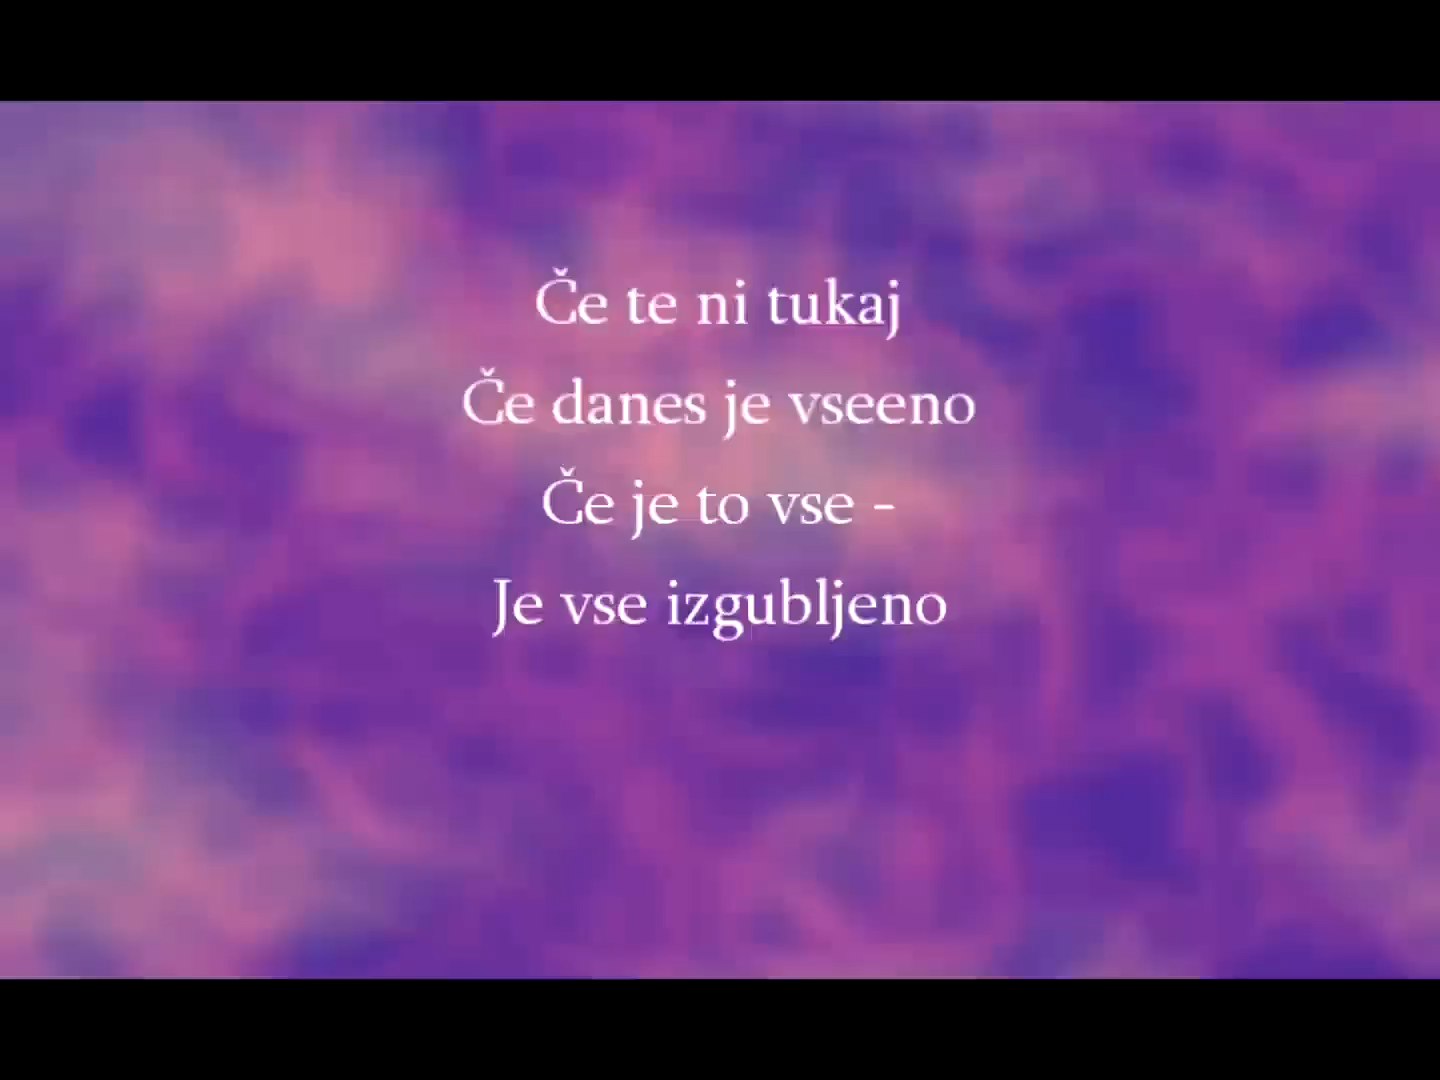 Če te ni tukaj
Če danes je vseeno
Če je to vse -
Je vse izgubljeno